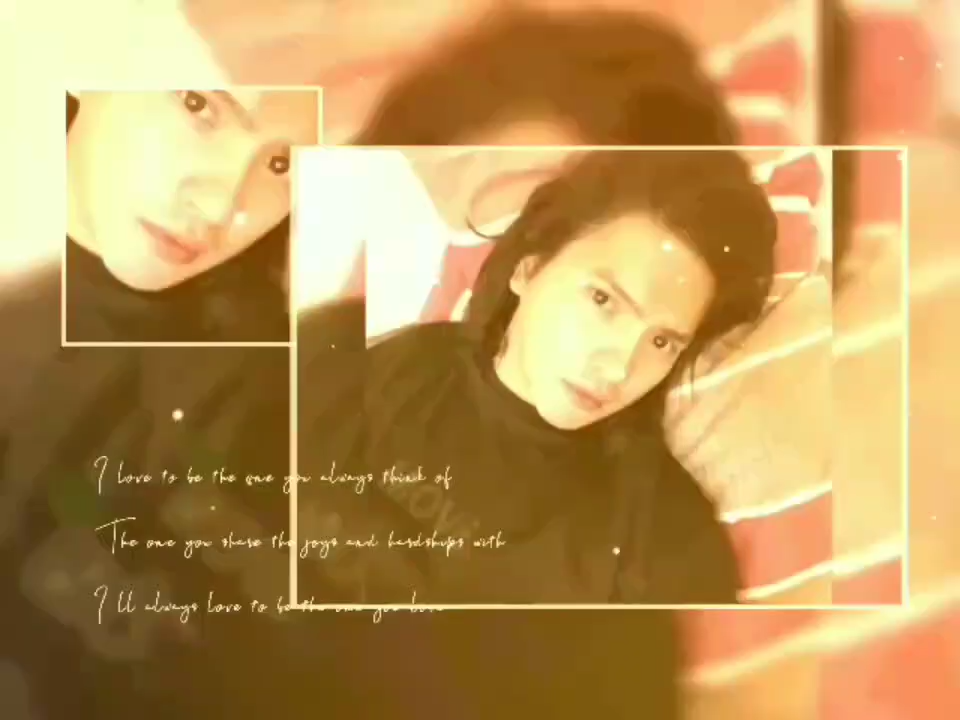 I love to be the one you always think of
The one you share the joys and hardships with
I ll always love to be the one you love